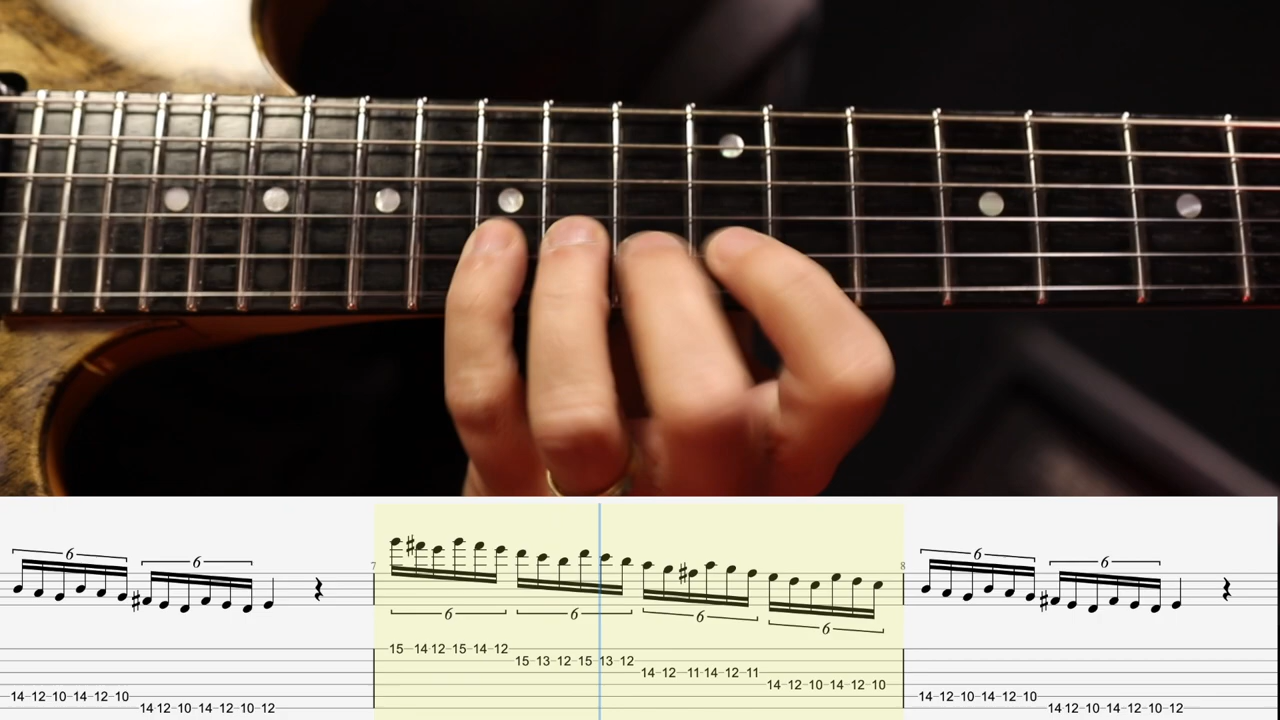 6 6 6 6
7 8
6 6 6 6
15 14 12 15 14 12
15 13 12 15 13 12
14 12 11 14 12 11
14 12 10 14 12 10
14 12 10 14 12 10 14 12 10 14 12 10
14 12 10 14 12 10 12 14 12 10 14 12 10 12